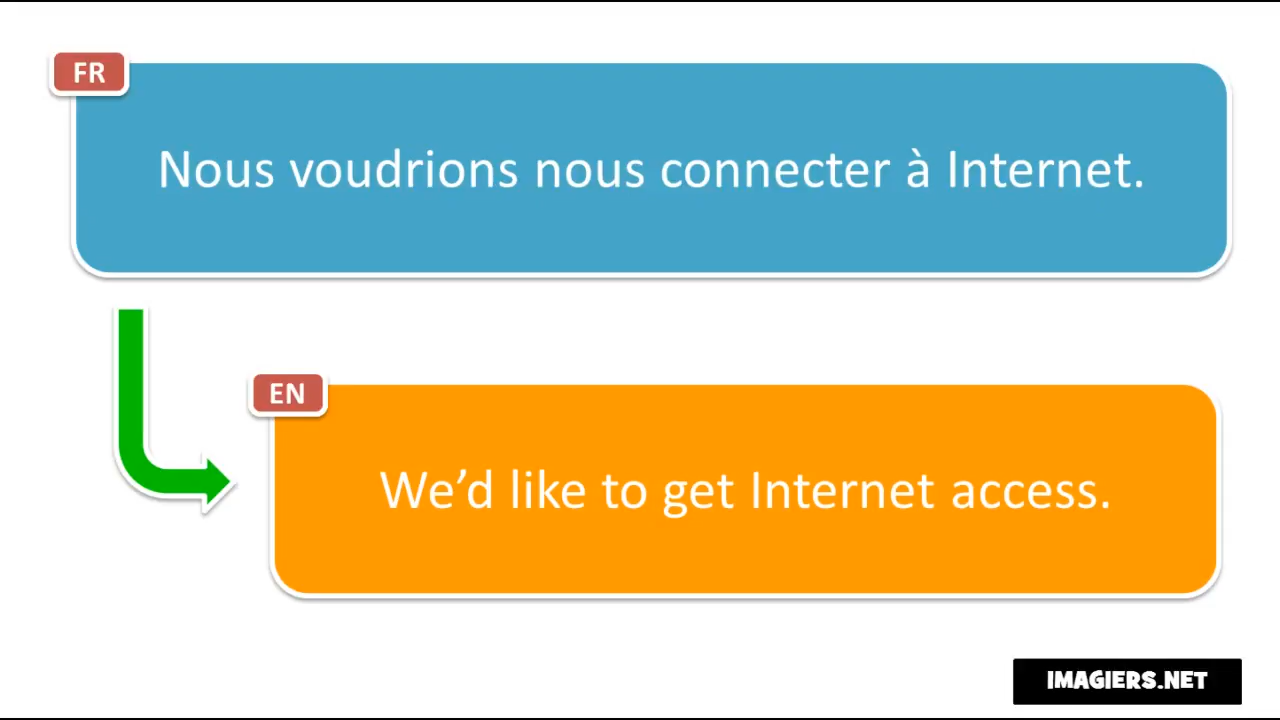 FR
Nous voudrions nous connecter à Internet.
EN
We’d like to get Internet access.
IMAGIERS.NET